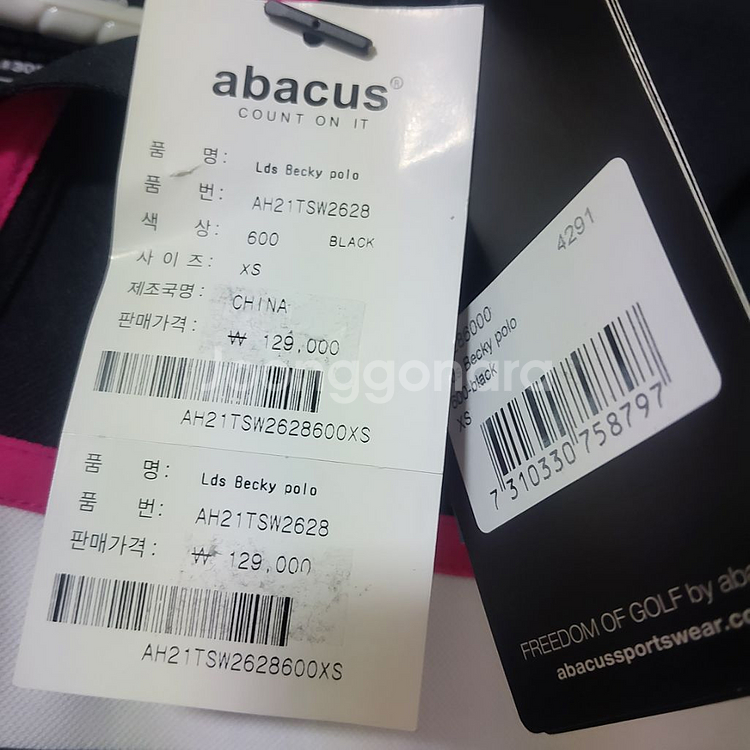 abacus®
COUNT ON IT
품 명: Lds Becky polo
품 번: AH21TSW2628
색 상: 600 BLACK
사 이 즈: XS
제조국명: CHINA
판매가격: ₩ 129,000
AH21TSW2628600XS
품 명: Lds Becky polo
품 번: AH21TSW2628
판매가격: ₩ 129,000
AH21TSW2628600XS
4291
Becky polo
600-black
XS
7 310330 758797
FREEDOM OF GOLF by
abacussportswear.co
joonggonara